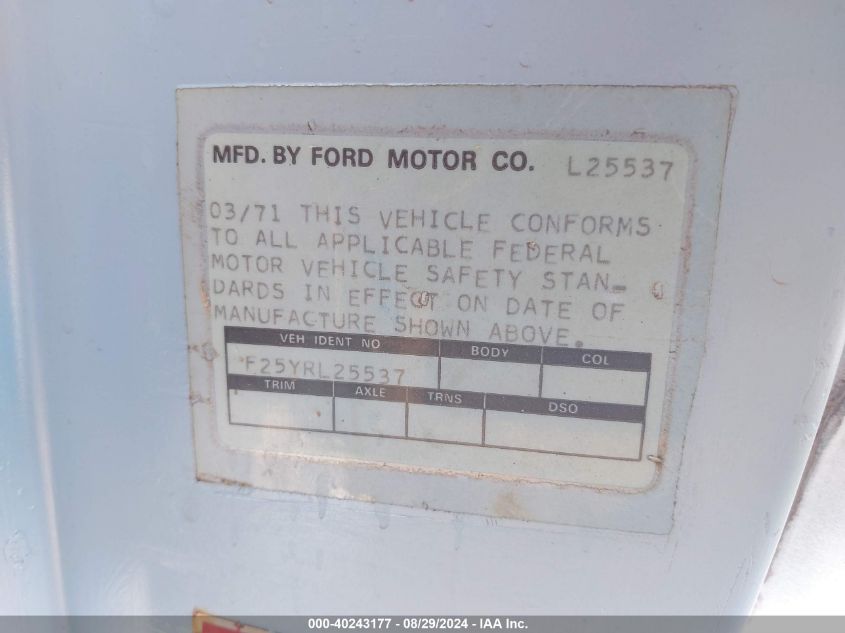 MFD. BY FORD MOTOR CO. L25537
03/71 THIS VEHICLE CONFORMS
TO ALL APPLICABLE FEDERAL
MOTOR VEHICLE SAFETY STAN-
DARDS IN EFFECT ON DATE OF
MANUFACTURE SHOWN ABOVE.
VEH IDENT NO BODY COL
F25YRL25537
TRIM AXLE TRNS DSO
000-40243177 - 08/29/2024 - IAA Inc.